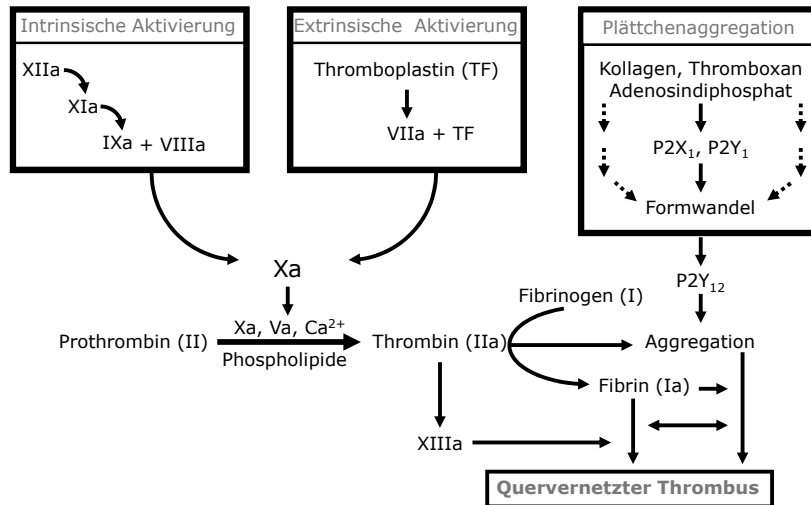 Intrinsische Aktivierung
XIIa
XIa
IXa + VIIIa
Extrinsische Aktivierung
Thromboplastin (TF)
VIIa + TF
Plättchenaggregation
Kollagen, Thromboxan
Adenosindiphosphat
P2X₁, P2Y₁
Formwandel
Xa
P2Y₁₂
Fibrinogen (I)
Xa, Va, Ca²⁺
Prothrombin (II)
Phospholipide
Thrombin (IIa)
Aggregation
Fibrin (Ia)
XIIIa
Quervernetzter Thrombus